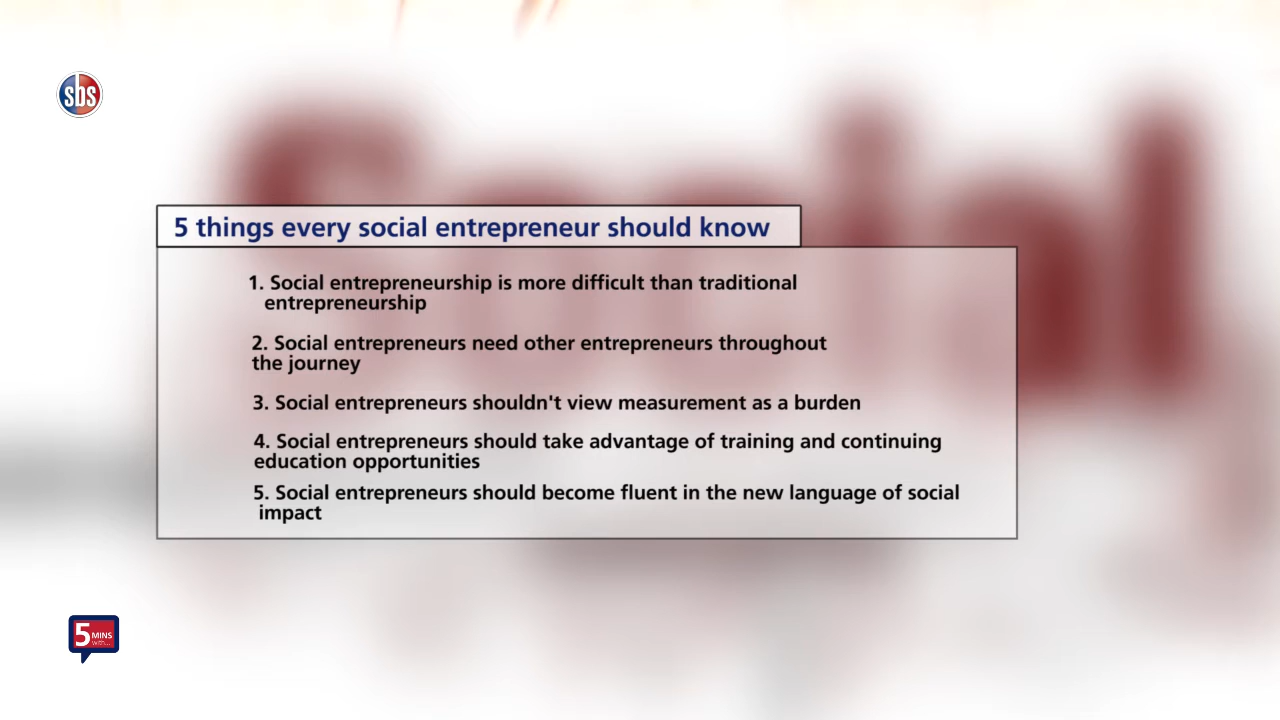 sbs
5 things every social entrepreneur should know
1. Social entrepreneurship is more difficult than traditional
entrepreneurship
2. Social entrepreneurs need other entrepreneurs throughout
the journey
3. Social entrepreneurs shouldn't view measurement as a burden
4. Social entrepreneurs should take advantage of training and continuing
education opportunities
5. Social entrepreneurs should become fluent in the new language of social
impact
5 MINS
with...